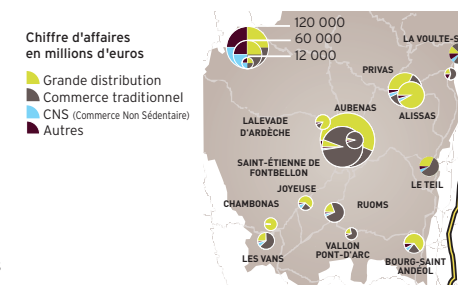 Chiffre d'affaires
en millions d'euros
Grande distribution
Commerce traditionnel
CNS (Commerce Non Sédentaire)
Autres
120 000
60 000
12 000
LA VOULTE-S
PRIVAS
AUBENAS
ALISSAS
LALEVADE
D'ARDÈCHE
SAINT-ÉTIENNE DE
FONTBELLON
LE TEIL
JOYEUSE
CHAMBONAS
RUOMS
LES VANS
VALLON
PONT-D'ARC
BOURG-SAINT
ANDÉOL